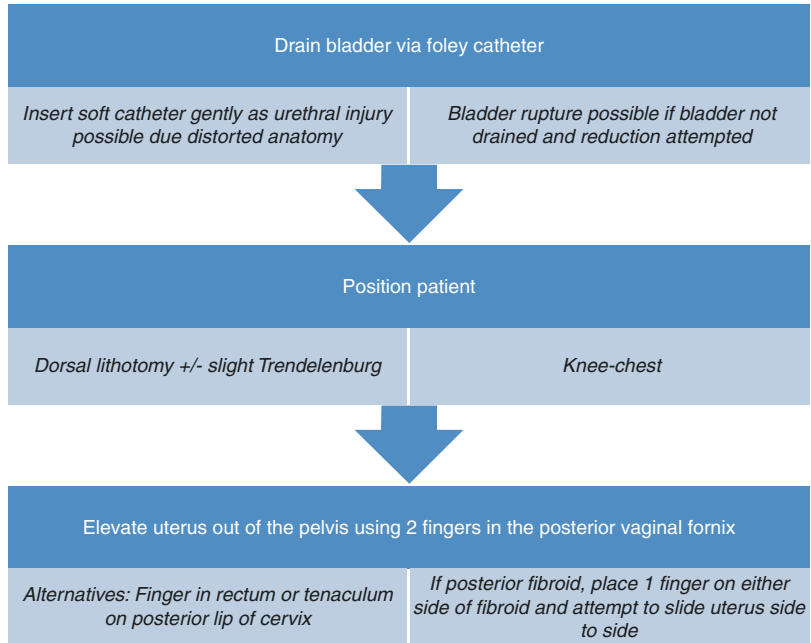 Drain bladder via foley catheter
Insert soft catheter gently as urethral injury
possible due distorted anatomy
Bladder rupture possible if bladder not
drained and reduction attempted
Position patient
Dorsal lithotomy +/- slight Trendelenburg
Knee-chest
Elevate uterus out of the pelvis using 2 fingers in the posterior vaginal fornix
Alternatives: Finger in rectum or tenaculum
on posterior lip of cervix
If posterior fibroid, place 1 finger on either
side of fibroid and attempt to slide uterus side
to side